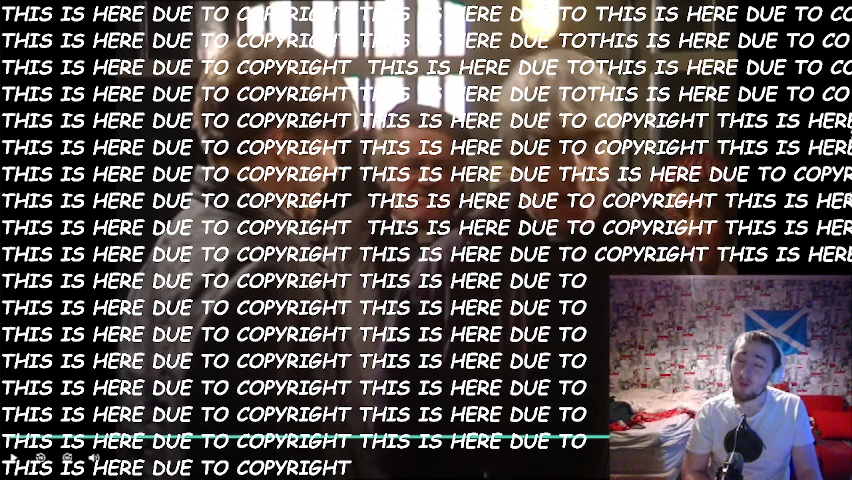 THIS IS HERE DUE TO COPYRIGHT THIS IS HERE DUE TO THIS IS HERE DUE TO CO
THIS IS HERE DUE TO COPYRIGHT THIS IS HERE DUE TOTHIS IS HERE DUE TO CO
THIS IS HERE DUE TO COPYRIGHT THIS IS HERE DUE TOTHIS IS HERE DUE TO CO
THIS IS HERE DUE TO COPYRIGHT THIS IS HERE DUE TOTHIS IS HERE DUE TO CO
THIS IS HERE DUE TO COPYRIGHT THIS IS HERE DUE TO COPYRIGHT THIS IS HERE
THIS IS HERE DUE TO COPYRIGHT THIS IS HERE DUE TO COPYRIGHT THIS IS HERE
THIS IS HERE DUE TO COPYRIGHT THIS IS HERE DUE THIS IS HERE DUE TO COPYR
THIS IS HERE DUE TO COPYRIGHT THIS IS HERE DUE TO COPYRIGHT THIS IS HER
THIS IS HERE DUE TO COPYRIGHT THIS IS HERE DUE TO COPYRIGHT THIS IS HER
THIS IS HERE DUE TO COPYRIGHT THIS IS HERE DUE TO COPYRIGHT THIS IS HERE
THIS IS HERE DUE TO COPYRIGHT THIS IS HERE DUE TO
THIS IS HERE DUE TO COPYRIGHT THIS IS HERE DUE TO
THIS IS HERE DUE TO COPYRIGHT THIS IS HERE DUE TO
THIS IS HERE DUE TO COPYRIGHT THIS IS HERE DUE TO
THIS IS HERE DUE TO COPYRIGHT THIS IS HERE DUE TO
THIS IS HERE DUE TO COPYRIGHT THIS IS HERE DUE TO
THIS IS HERE DUE TO COPYRIGHT THIS IS HERE DUE TO
THIS IS HERE DUE TO COPYRIGHT